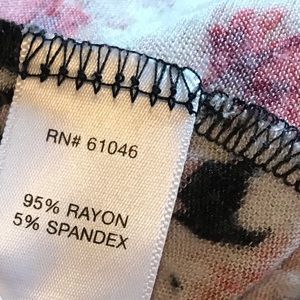 RN# 61046
95% RAYON
5% SPANDEX